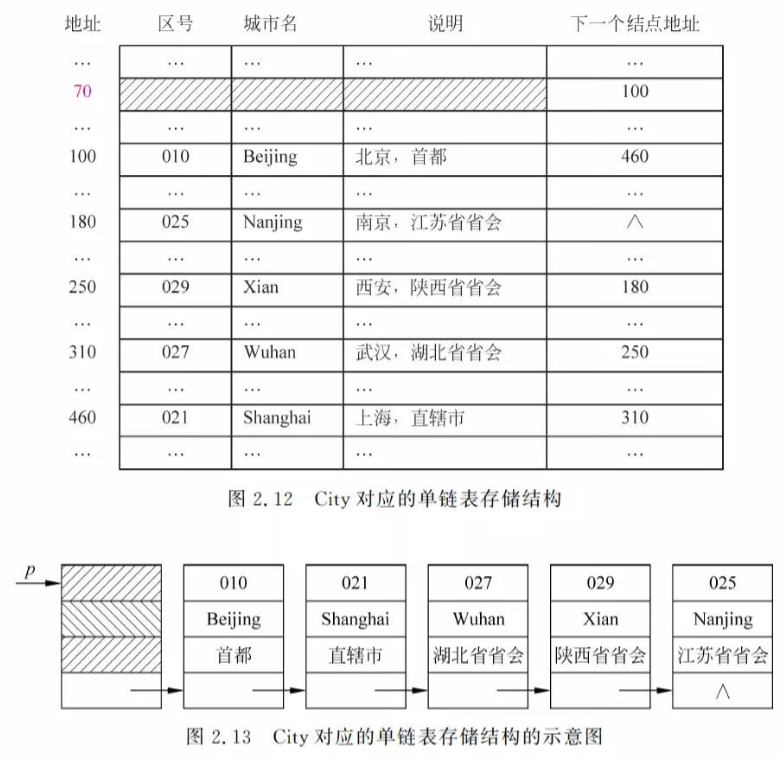 地址 区号 城市名 说明 下一个结点地址
… … … … …
70 100
… … … … …
100 010 Beijing 北京，首都 460
… … … … …
180 025 Nanjing 南京，江苏省省会 ∧
… … … … …
250 029 Xian 西安，陕西省省会 180
… … … … …
310 027 Wuhan 武汉，湖北省省会 250
… … … … …
460 021 Shanghai 上海，直辖市 310
… … … … …
图 2.12 City 对应的单链表存储结构
p
010 021 027 029 025
Beijing Shanghai Wuhan Xian Nanjing
首都 直辖市 湖北省省会 陕西省省会 江苏省省会
∧
图 2.13 City 对应的单链表存储结构的示意图